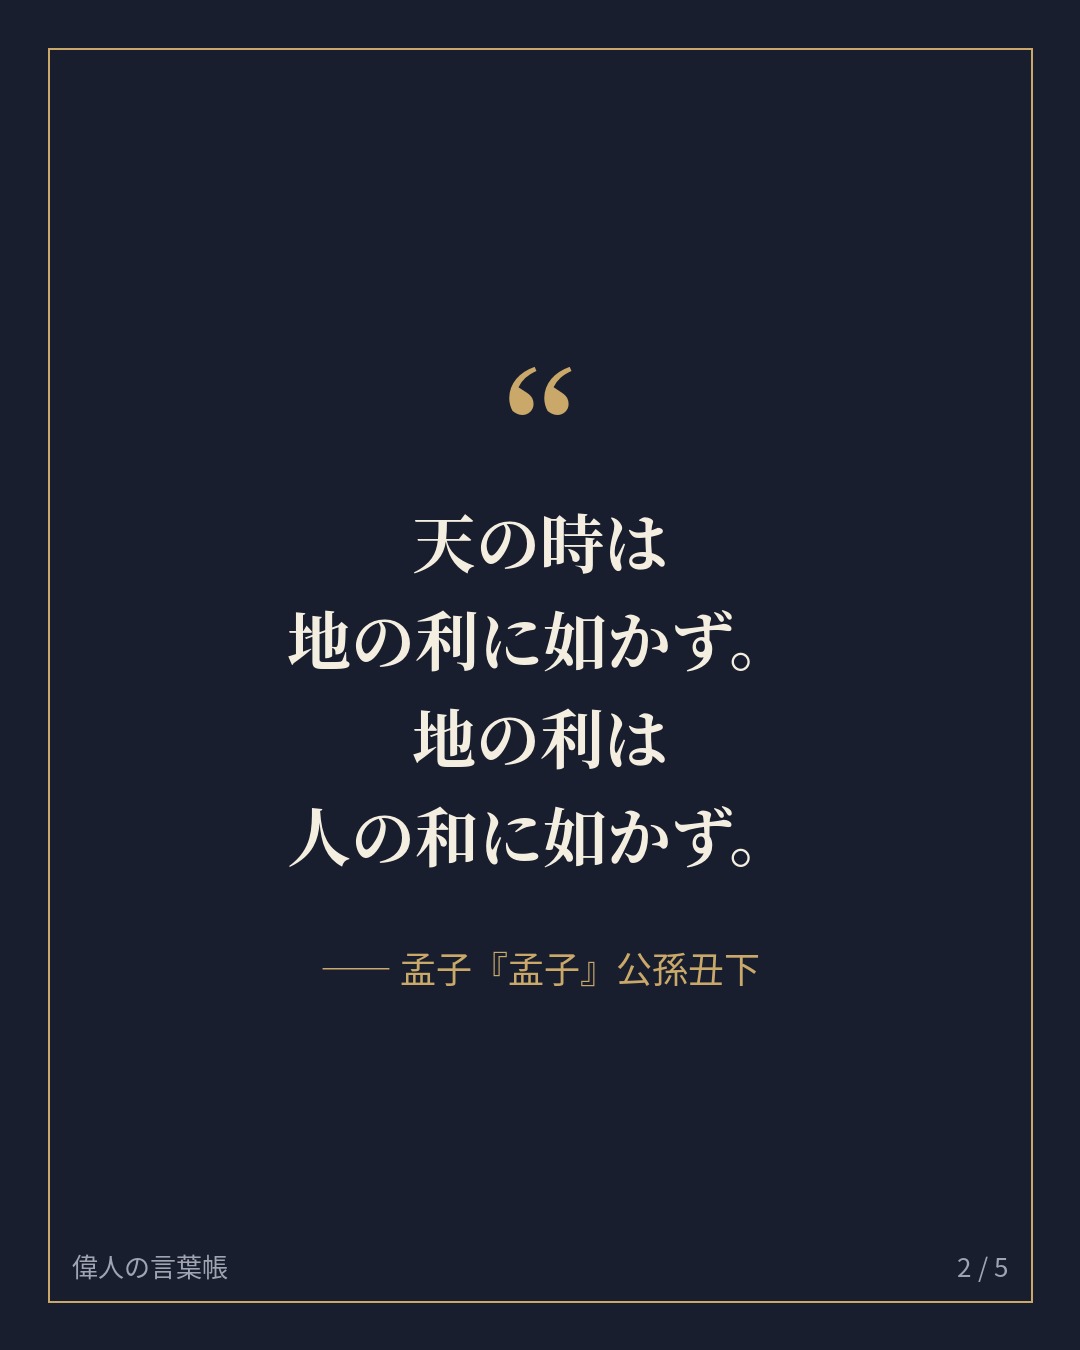 “
天の時は
地の利に如かず。
地の利は
人の和に如かず。
―― 孟子『孟子』公孫丑下
偉人の言葉帳
2 / 5